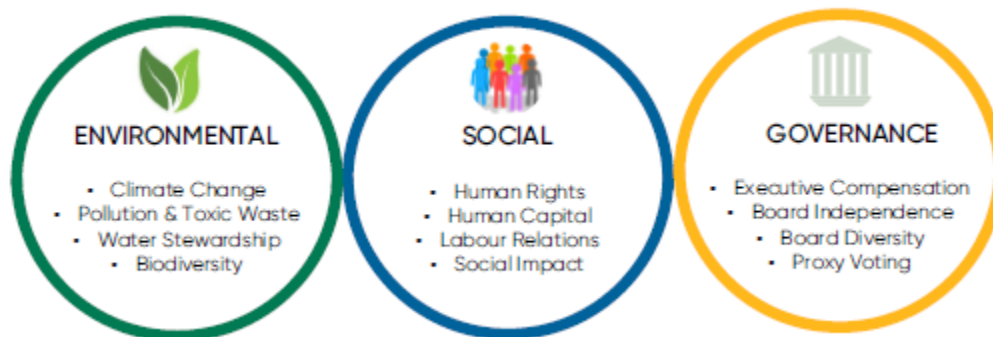 ENVIRONMENTAL
• Climate Change
• Pollution & Toxic Waste
• Water Stewardship
• Biodiversity
SOCIAL
• Human Rights
• Human Capital
• Labour Relations
• Social Impact
GOVERNANCE
• Executive Compensation
• Board Independence
• Board Diversity
• Proxy Voting